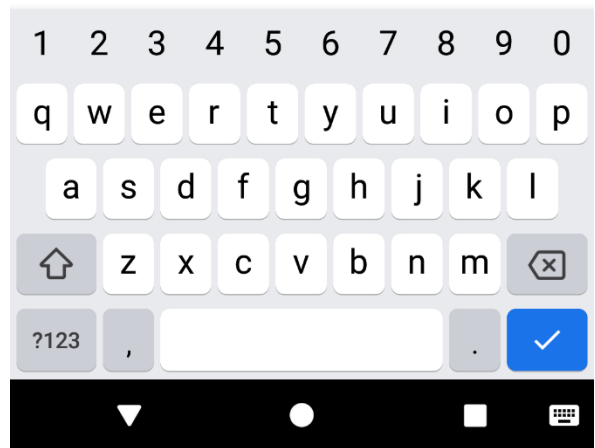 1 2 3 4 5 6 7 8 9 0
q w e r t y u i o p
a s d f g h j k l
z x c v b n m
?123 , .